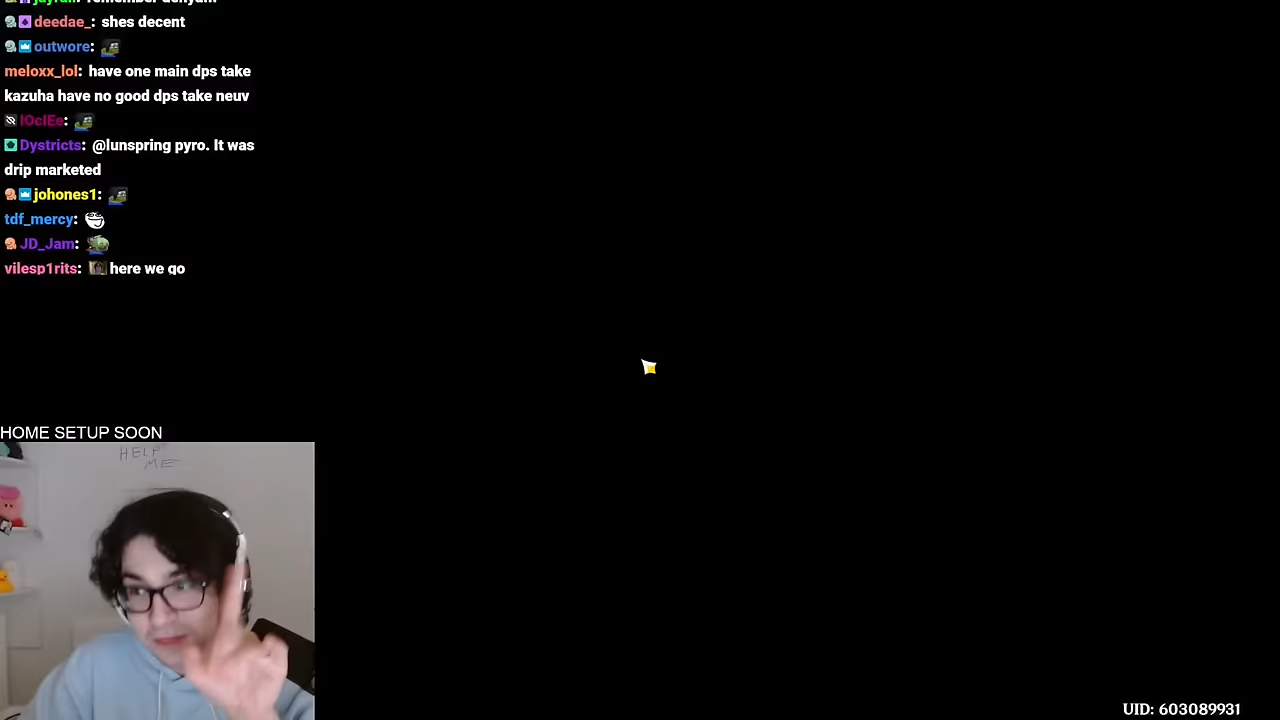 deedae_: shes decent
outwore:
meloxx_lol: have one main dps take
kazuha have no good dps take neuv
lOclEe:
Dystricts: @lunspring pyro. It was
drip marketed
johones1:
tdf_mercy:
JD_Jam:
vilesp1rits: here we go
HOME SETUP SOON
HELP
ME
UID: 603089931